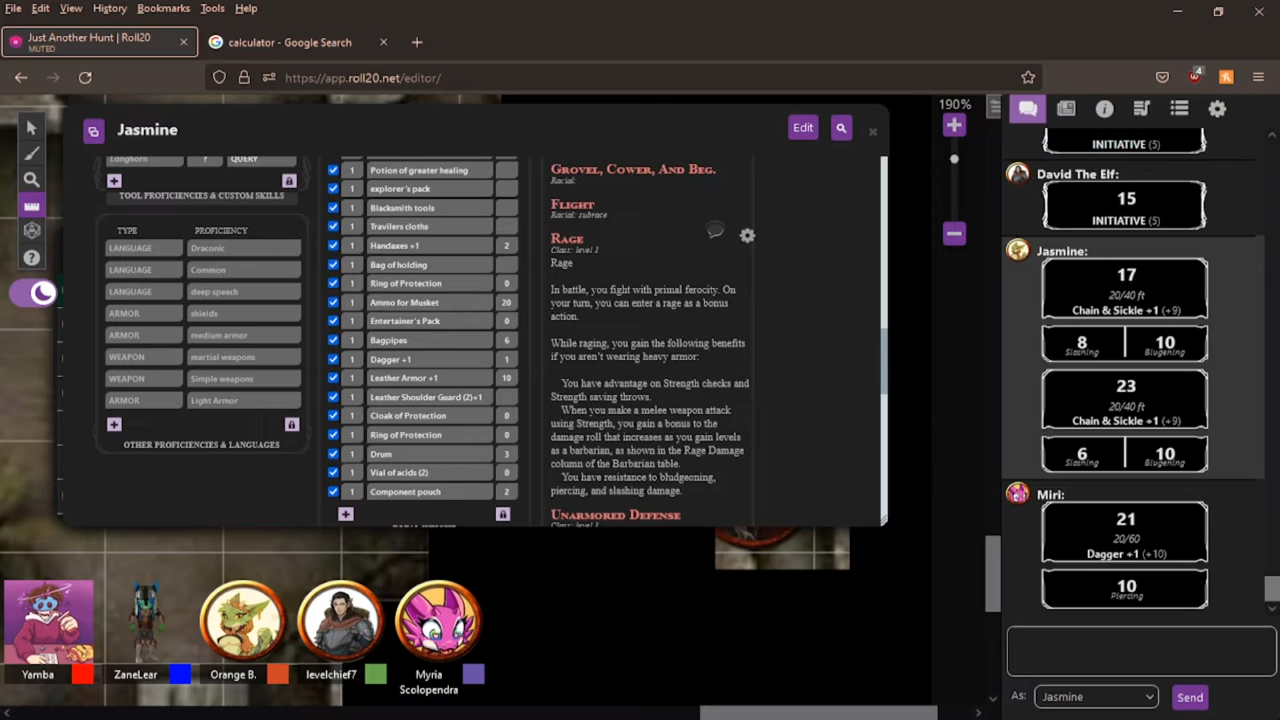 File Edit View History Bookmarks Tools Help
Just Another Hunt | Roll20
MUTED
calculator - Google Search
https://app.roll20.net/editor/
4
Jasmine
Edit
190%
Longhorn ? QUERY
TOOL PROFICIENCIES & CUSTOM SKILLS
TYPE PROFICIENCY
LANGUAGE Draconic
LANGUAGE Common
LANGUAGE deep speech
ARMOR shields
ARMOR medium armor
WEAPON martial weapons
WEAPON Simple weapons
ARMOR Light Armor
OTHER PROFICIENCIES & LANGUAGES
1 Potion of greater healing
1 explorer's pack
1 Blacksmith tools
1 Travilers cloths
1 Handaxes +1 2
1 Bag of holding
1 Ring of Protection 0
1 Ammo for Musket 20
1 Entertainer's Pack 0
1 Bagpipes 6
1 Dagger +1 1
1 Leather Armor +1 10
1 Leather Shoulder Guard (2)+1
1 Cloak of Protection 0
1 Ring of Protection 0
1 Drum 3
1 Vial of acids (2) 0
1 Component pouch 2
GROVEL, COWER, AND BEG.
Racial:
FLIGHT
Racial: subrace
RAGE
Class: level 1
Rage
In battle, you fight with primal ferocity. On
your turn, you can enter a rage as a bonus
action.
While raging, you gain the following benefits
if you aren't wearing heavy armor:
You have advantage on Strength checks and
Strength saving throws.
When you make a melee weapon attack
using Strength, you gain a bonus to the
damage roll that increases as you gain levels
as a barbarian, as shown in the Rage Damage
column of the Barbarian table.
You have resistance to bludgeoning,
piercing, and slashing damage.
UNARMORED DEFENSE
Class: level 1
INITIATIVE (5)
David The Elf:
15
INITIATIVE (5)
Jasmine:
17
20/40 ft
Chain & Sickle +1 (+9)
8 10
Slashing Blugening
23
20/40 ft
Chain & Sickle +1 (+9)
6 10
Slashing Blugening
Miri:
21
20/60
Dagger +1 (+10)
10
Piercing
As: Jasmine Send
Yamba
ZaneLear
Orange B.
levelchief7
Myria
Scolopendra